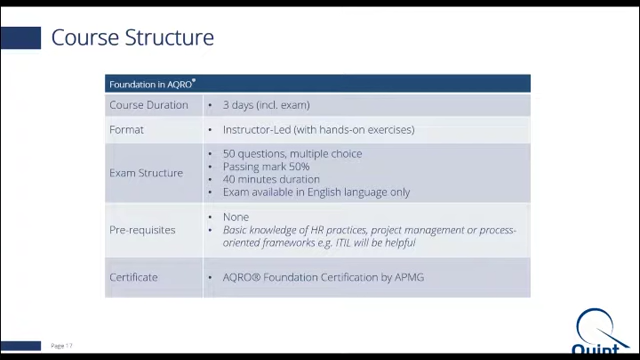 Course Structure
Foundation in AQRO®
Course Duration
• 3 days (incl. exam)
Format
• Instructor-Led (with hands-on exercises)
Exam Structure
• 50 questions, multiple choice
• Passing mark 50%
• 40 minutes duration
• Exam available in English language only
Pre-requisites
• None
• Basic knowledge of HR practices, project management or process-
oriented frameworks e.g. ITIL will be helpful
Certificate
• AQRO® Foundation Certification by APMG
Page 17
Quint